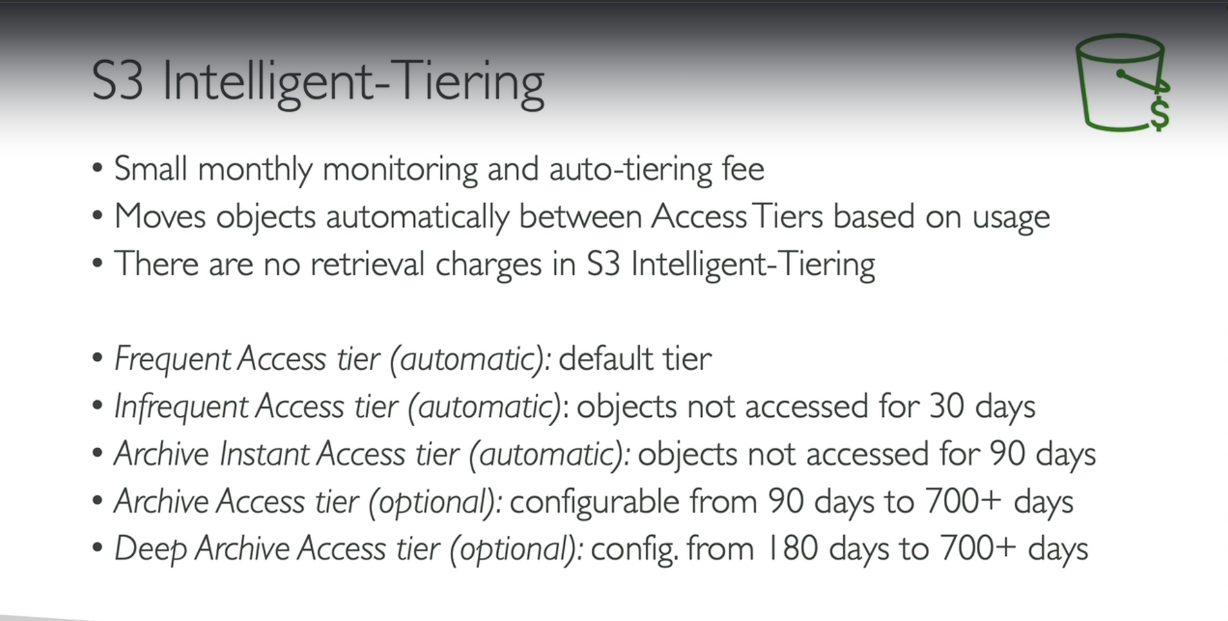 S3 Intelligent-Tiering
$
• Small monthly monitoring and auto-tiering fee
• Moves objects automatically between Access Tiers based on usage
• There are no retrieval charges in S3 Intelligent-Tiering
• Frequent Access tier (automatic): default tier
• Infrequent Access tier (automatic): objects not accessed for 30 days
• Archive Instant Access tier (automatic): objects not accessed for 90 days
• Archive Access tier (optional): configurable from 90 days to 700+ days
• Deep Archive Access tier (optional): config. from 180 days to 700+ days